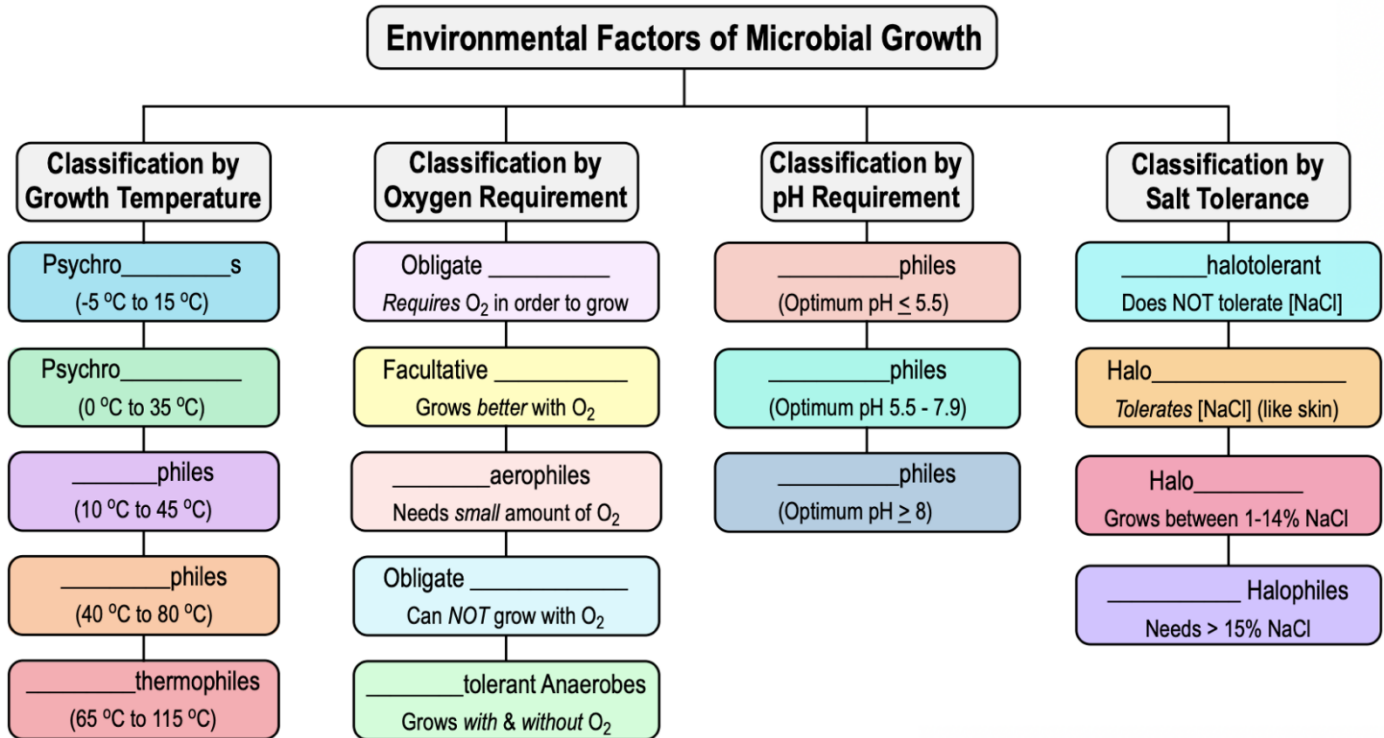 Environmental Factors of Microbial Growth
Classification by
Growth Temperature
Psychro_________s
(-5 ºC to 15 ºC)
Psychro__________
(0 ºC to 35 ºC)
______philes
(10 ºC to 45 ºC)
_________philes
(40 ºC to 80 ºC)
_________thermophiles
(65 ºC to 115 ºC)
Classification by
Oxygen Requirement
Obligate __________
Requires O₂ in order to grow
Facultative ___________
Grows better with O₂
________aerophiles
Needs small amount of O₂
Obligate _____________
Can NOT grow with O₂
________tolerant Anaerobes
Grows with & without O₂
Classification by
pH Requirement
__________philes
(Optimum pH ≤ 5.5)
__________philes
(Optimum pH 5.5 - 7.9)
__________philes
(Optimum pH ≥ 8)
Classification by
Salt Tolerance
_______halotolerant
Does NOT tolerate [NaCl]
Halo________________
Tolerates [NaCl] (like skin)
Halo_________
Grows between 1-14% NaCl
___________ Halophiles
Needs > 15% NaCl